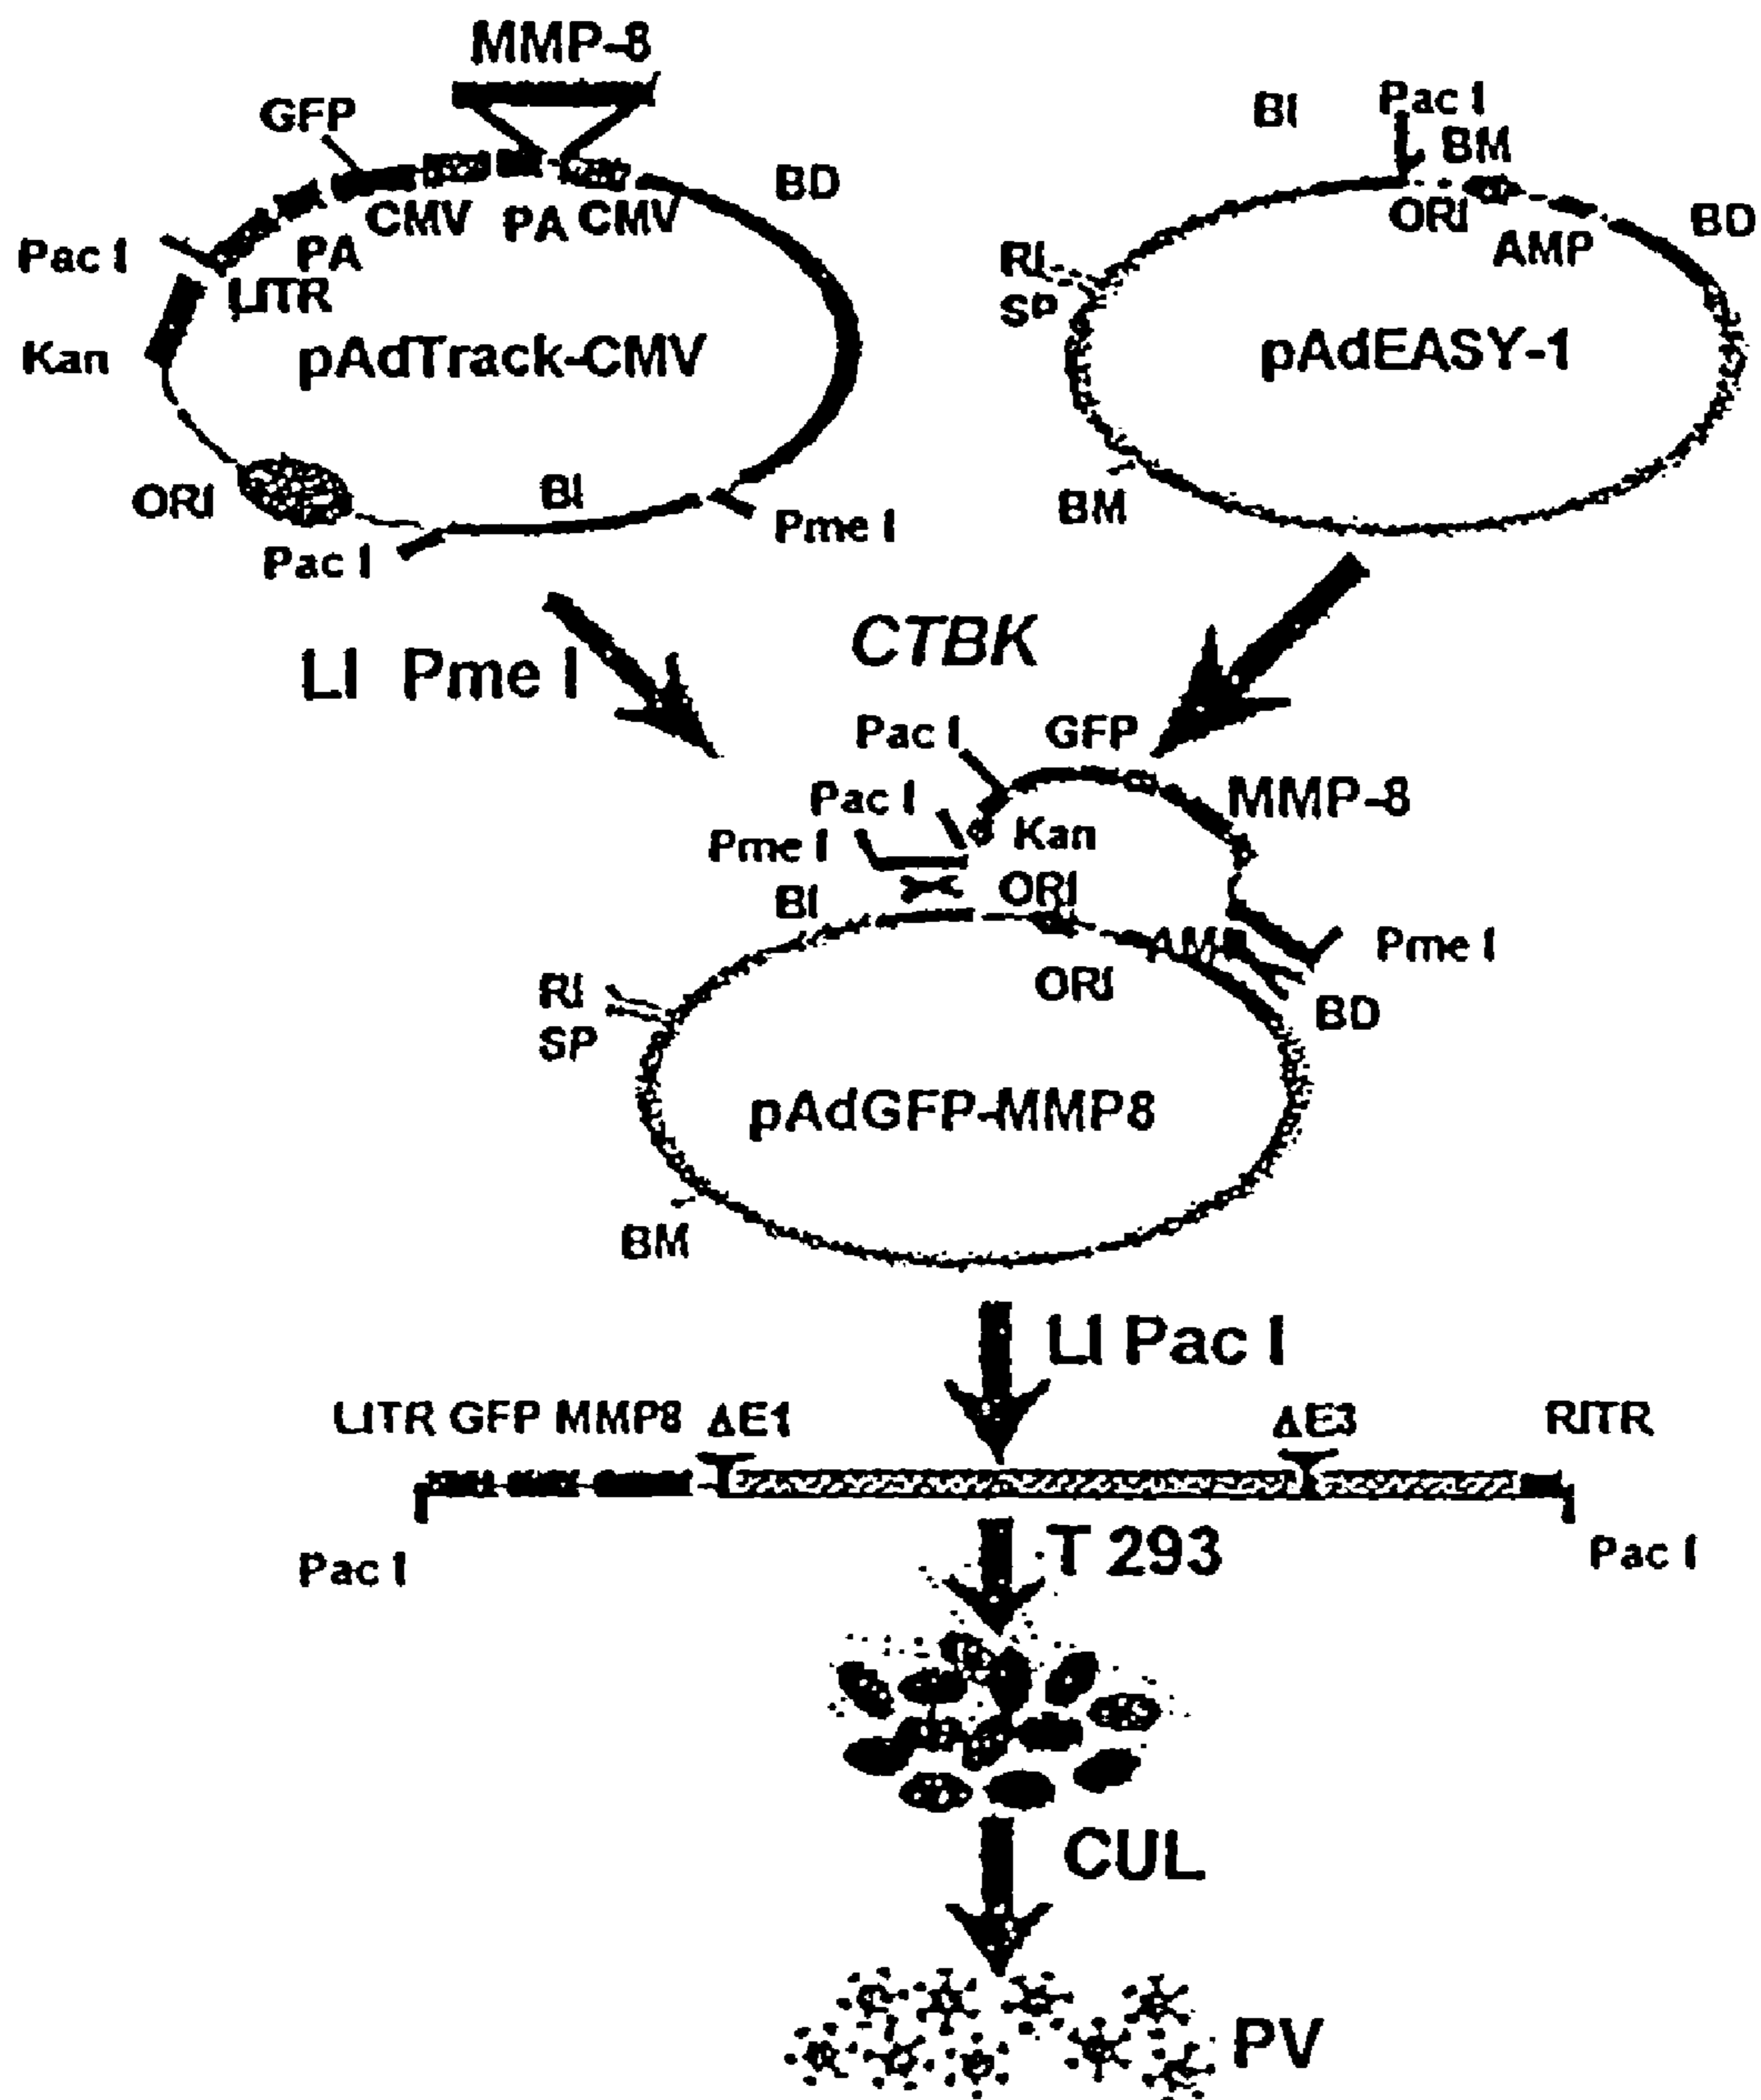 MMP-8
GFP
BD
CMV PA CMV
Pac I
PA
LITR
Kan
pAdTrack-CMV
ORI
BI
Pme I
Pac I
BI
Pac I
BM
ORI
BD
AMP
RI
SP
pAdEASY-1
BM
LI Pme I
CTBK
Pac I
GFP
Pac I
MMP-8
Pme I
Kan
BI
ORI
AMP
Pme I
ORI
BD
RI
SP
pAdGFP-MMP8
BM
LI Pac I
LITR GFP MMP8 ΔE1
ΔE3
RITR
Pac I
T 293
Pac I
CUL
PV